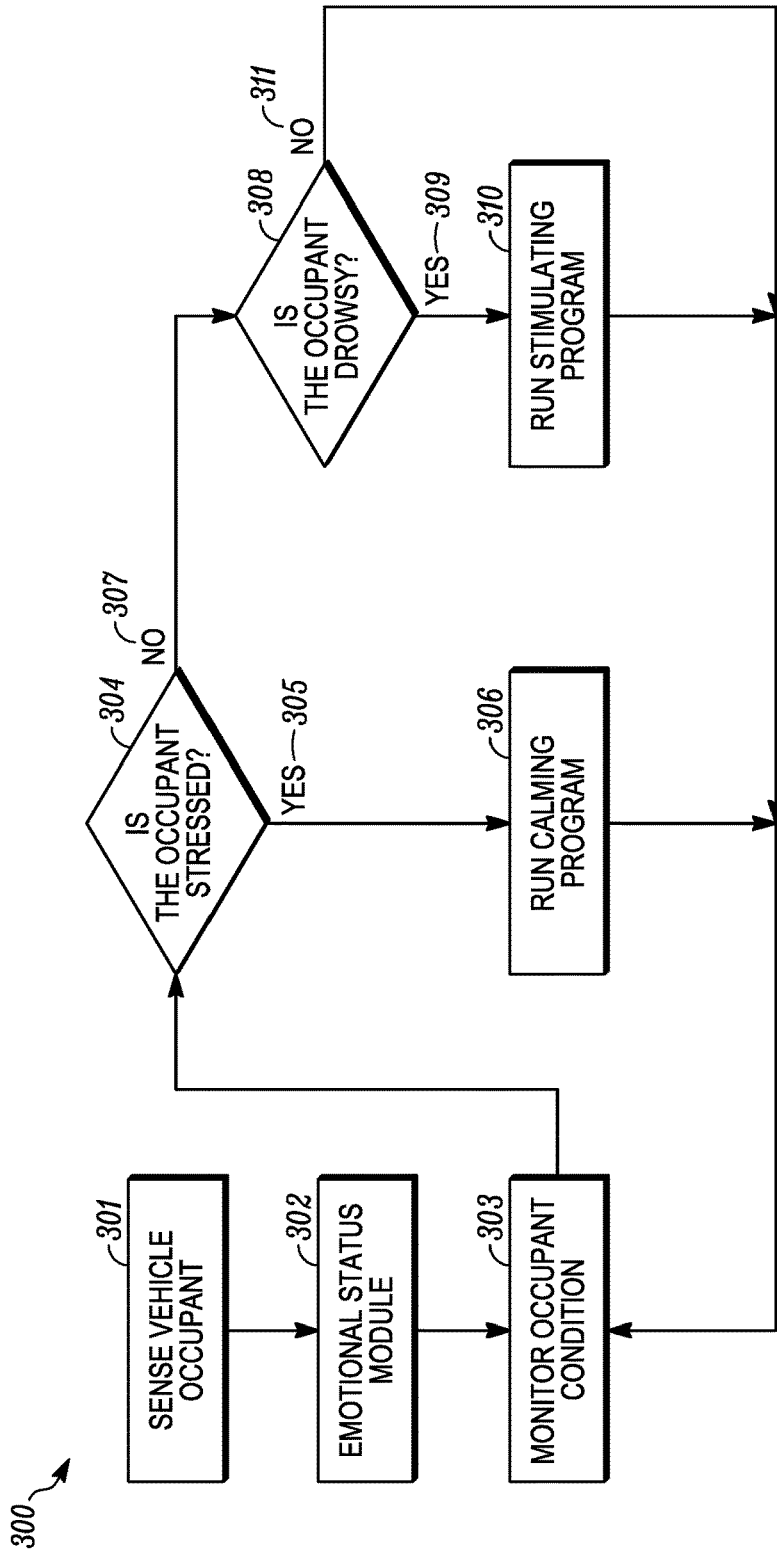 300
301
SENSE VEHICLE
OCCUPANT
302
EMOTIONAL STATUS
MODULE
303
MONITOR OCCUPANT
CONDITION
304
IS
THE OCCUPANT
STRESSED?
307
NO
YES
305
306
RUN CALMING
PROGRAM
308
IS
THE OCCUPANT
DROWSY?
311
NO
YES
309
310
RUN STIMULATING
PROGRAM